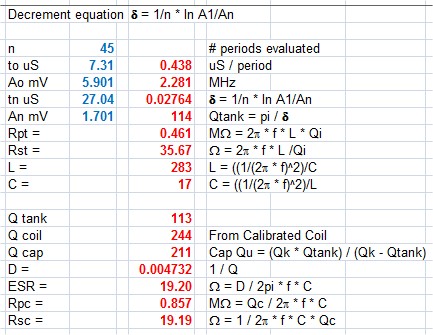 Decrement equation δ = 1/n * ln A1/An
n 45 # periods evaluated
to uS 7.31 0.438 uS / period
Ao mV 5.901 2.281 MHz
tn uS 27.04 0.02764 δ = 1/n * ln A1/An
An mV 1.701 114 Qtank = pi / δ
Rpt = 0.461 MΩ = 2π * f * L * Qi
Rst = 35.67 Ω = 2π * f * L /Qi
L = 283 L = ((1/(2π * f)^2)/C
C = 17 C = ((1/(2π * f)^2)/L
Q tank 113
Q coil 244 From Calibrated Coil
Q cap 211 Cap Qu = (Qk * Qtank) / (Qk - Qtank)
D = 0.004732 1 / Q
ESR = 19.20 Ω = D / 2pi * f * C
Rpc = 0.857 MΩ = Qc / 2π * f * C
Rsc = 19.19 Ω = 1 / 2π * f * C * Qc